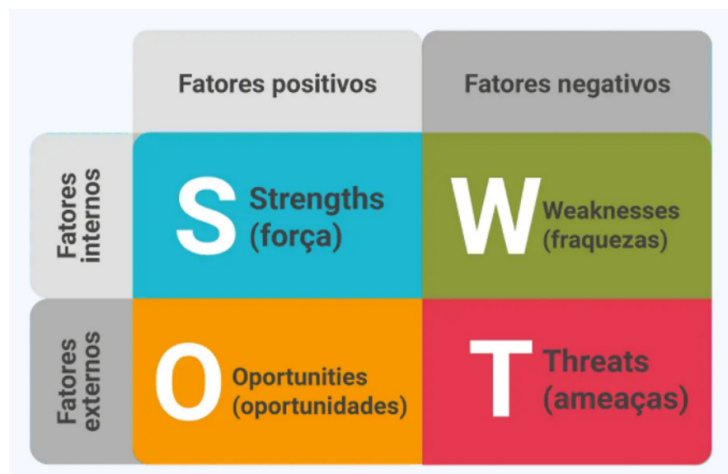 Fatores positivos
Fatores negativos
Fatores
internos
S
Strengths
(força)
W
Weaknesses
(fraquezas)
Fatores
externos
O
Oportunities
(oportunidades)
T
Threats
(ameaças)